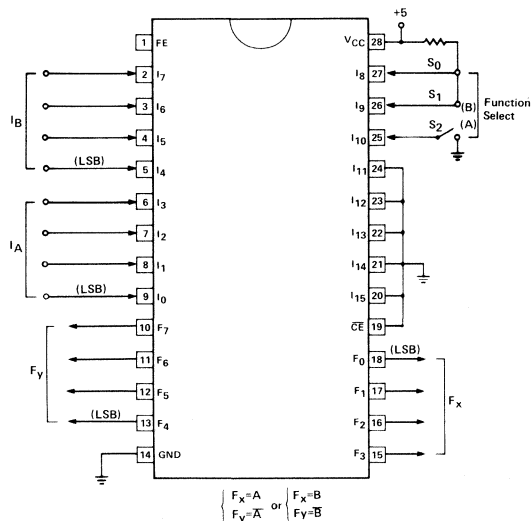 +5
1 FE VCC 28
2 I7 I8 27 S0
IB 3 I6 I9 26 S1 (B) Function Select
4 I5 I10 25 S2 (A)
(LSB) 5 I4 I11 24
6 I3 I12 23
IA 7 I2 I13 22
8 I1 I14 21
(LSB) 9 I0 I15 20
10 F7 C̅E̅ 19
Fy 11 F6 F0 18 (LSB)
12 F5 F1 17 Fx
(LSB) 13 F4 F2 16
14 GND F3 15
{ Fx=A or { Fx=B
Fy=A̅ Fy=B̅